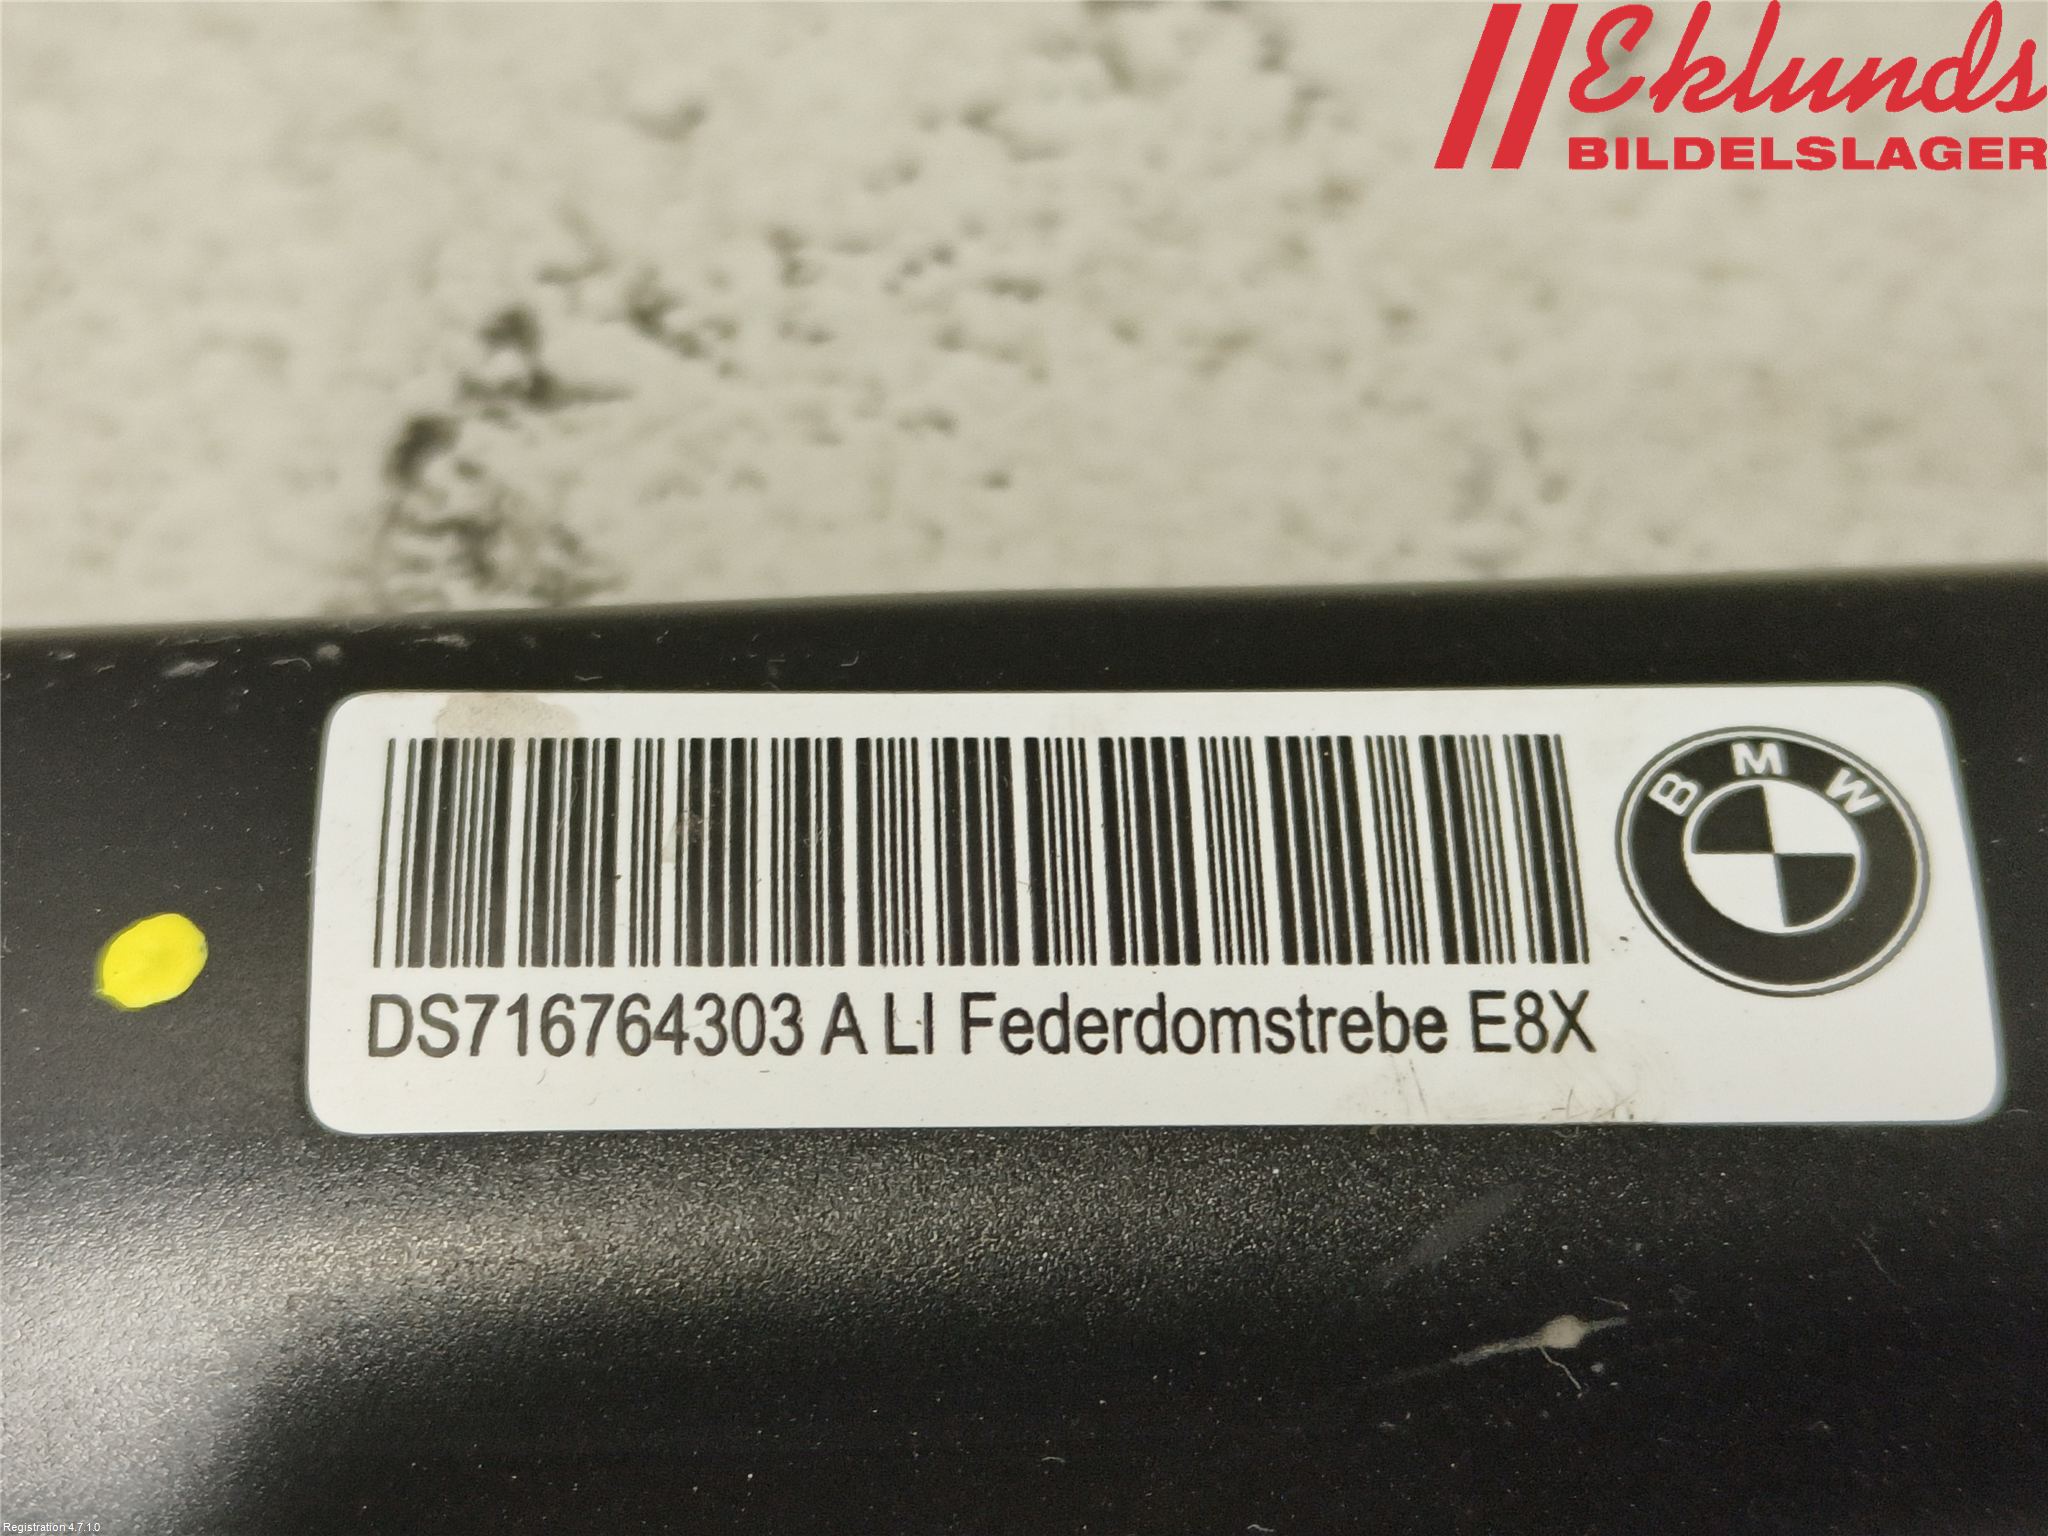 Eklunds
BILDELSLAGER
BMW
DS716764303 A LI Federdomstrebe E8X
Registration 4.7.1.0